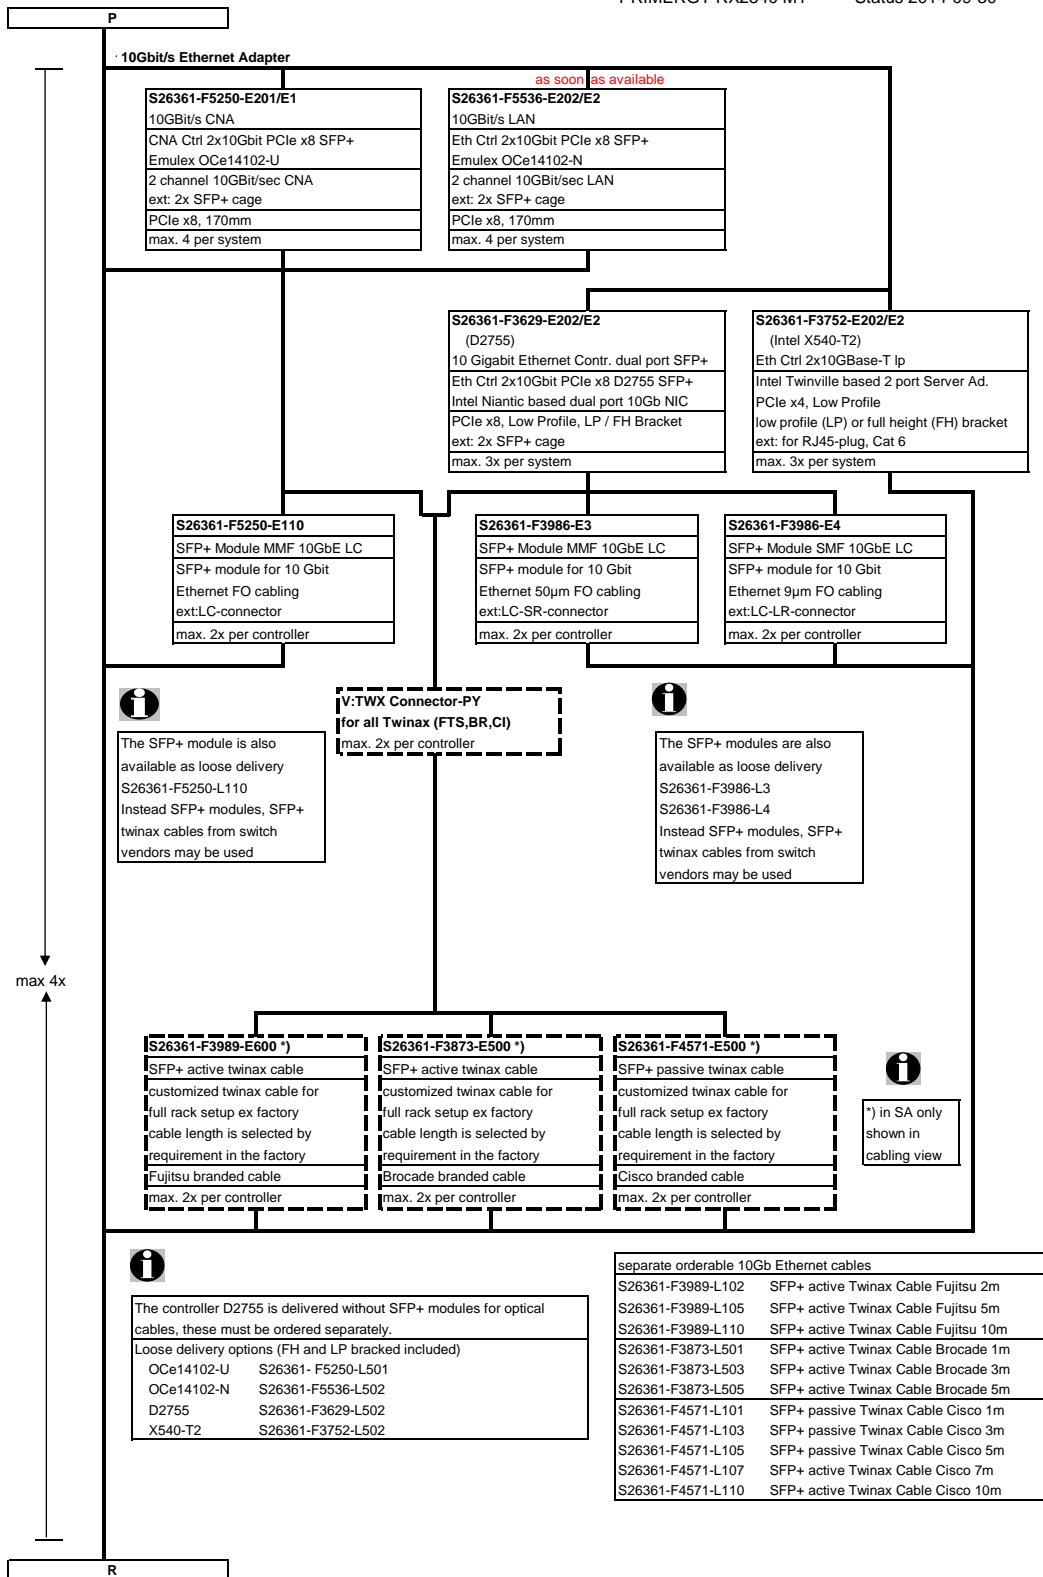 P
10Gbit/s Ethernet Adapter
as soon as available
S26361-F5250-E201/E1
10GBit/s CNA
CNA Ctrl 2x10Gbit PCIe x8 SFP+
Emulex OCe14102-U
2 channel 10GBit/sec CNA
ext: 2x SFP+ cage
PCIe x8, 170mm
max. 4 per system
S26361-F5536-E202/E2
10GBit/s LAN
Eth Ctrl 2x10Gbit PCIe x8 SFP+
Emulex OCe14102-N
2 channel 10GBit/sec LAN
ext: 2x SFP+ cage
PCIe x8, 170mm
max. 4 per system
S26361-F3629-E202/E2
(D2755)
10 Gigabit Ethernet Contr. dual port SFP+
Eth Ctrl 2x10Gbit PCIe x8 D2755 SFP+
Intel Niantic based dual port 10Gb NIC
PCIe x8, Low Profile, LP / FH Bracket
ext: 2x SFP+ cage
max. 3x per system
S26361-F3752-E202/E2
(Intel X540-T2)
Eth Ctrl 2x10GBase-T lp
Intel Twinville based 2 port Server Ad.
PCIe x4, Low Profile
low profile (LP) or full height (FH) bracket
ext: for RJ45-plug, Cat 6
max. 3x per system
S26361-F5250-E110
SFP+ Module MMF 10GbE LC
SFP+ module for 10 Gbit
Ethernet FO cabling
ext:LC-connector
max. 2x per controller
S26361-F3986-E3
SFP+ Module MMF 10GbE LC
SFP+ module for 10 Gbit
Ethernet 50µm FO cabling
ext:LC-SR-connector
max. 2x per controller
S26361-F3986-E4
SFP+ Module SMF 10GbE LC
SFP+ module for 10 Gbit
Ethernet 9µm FO cabling
ext:LC-LR-connector
max. 2x per controller
The SFP+ module is also
available as loose delivery
S26361-F5250-L110
Instead SFP+ modules, SFP+
twinax cables from switch
vendors may be used
V:TWX Connector-PY
for all Twinax (FTS,BR,CI)
max. 2x per controller
The SFP+ modules are also
available as loose delivery
S26361-F3986-L3
S26361-F3986-L4
Instead SFP+ modules, SFP+
twinax cables from switch
vendors may be used
max 4x
S26361-F3989-E600 *)
SFP+ active twinax cable
customized twinax cable for
full rack setup ex factory
cable length is selected by
requirement in the factory
Fujitsu branded cable
max. 2x per controller
S26361-F3873-E500 *)
SFP+ active twinax cable
customized twinax cable for
full rack setup ex factory
cable length is selected by
requirement in the factory
Brocade branded cable
max. 2x per controller
S26361-F4571-E500 *)
SFP+ passive twinax cable
customized twinax cable for
full rack setup ex factory
cable length is selected by
requirement in the factory
Cisco branded cable
max. 2x per controller
*) in SA only
shown in
cabling view
The controller D2755 is delivered without SFP+ modules for optical
cables, these must be ordered separately.
Loose delivery options (FH and LP bracked included)
OCe14102-U S26361- F5250-L501
OCe14102-N S26361-F5536-L502
D2755 S26361-F3629-L502
X540-T2 S26361-F3752-L502
separate orderable 10Gb Ethernet cables
S26361-F3989-L102 SFP+ active Twinax Cable Fujitsu 2m
S26361-F3989-L105 SFP+ active Twinax Cable Fujitsu 5m
S26361-F3989-L110 SFP+ active Twinax Cable Fujitsu 10m
S26361-F3873-L501 SFP+ active Twinax Cable Brocade 1m
S26361-F3873-L503 SFP+ active Twinax Cable Brocade 3m
S26361-F3873-L505 SFP+ active Twinax Cable Brocade 5m
S26361-F4571-L101 SFP+ passive Twinax Cable Cisco 1m
S26361-F4571-L103 SFP+ passive Twinax Cable Cisco 3m
S26361-F4571-L105 SFP+ passive Twinax Cable Cisco 5m
S26361-F4571-L107 SFP+ active Twinax Cable Cisco 7m
S26361-F4571-L110 SFP+ active Twinax Cable Cisco 10m
R